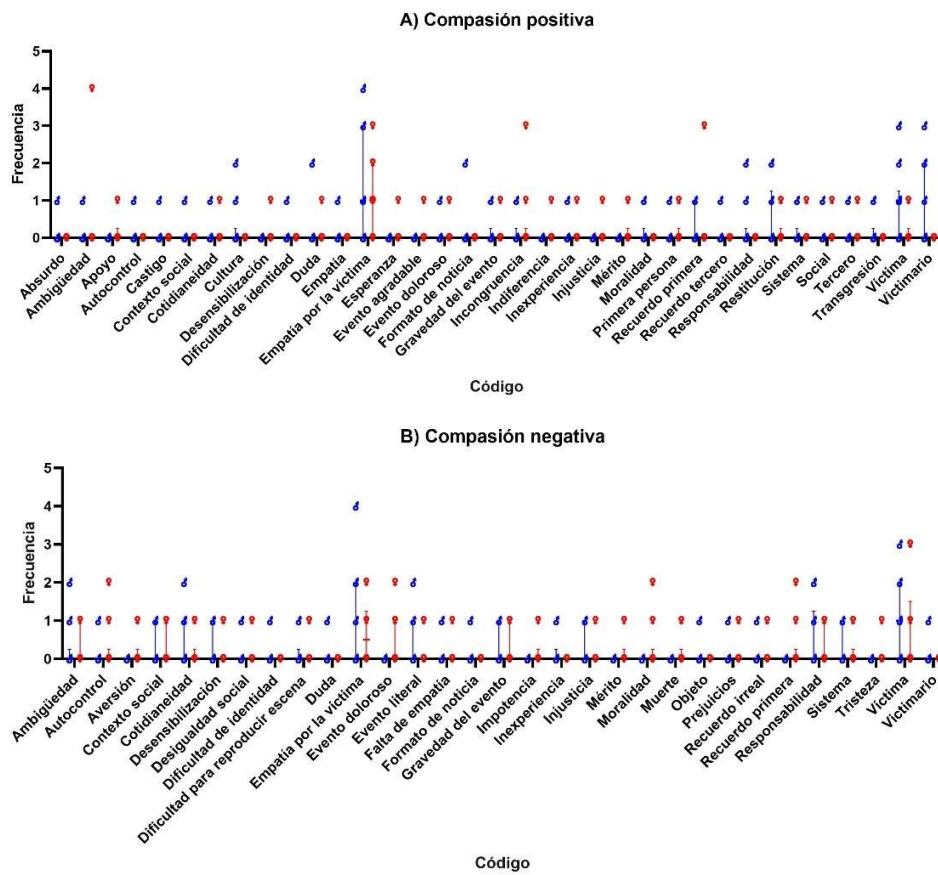 A) Compasión positiva
Frecuencia
5
4
3
2
1
0
Absurdo
Ambigüedad
Apoyo
Autocontrol
Castigo
Contexto social
Cotidianeidad
Cultura
Desensibilización
Dificultad de identidad
Duda
Empatía
Empatía por la víctima
Esperanza
Evento agradable
Evento doloroso
Formato de noticia
Gravedad del evento
Incongruencia
Indiferencia
Inexperiencia
Injusticia
Mérito
Moralidad
Primera persona
Recuerdo primera
Recuerdo tercero
Responsabilidad
Restitución
Sistema
Social
Tercero
Transgresión
Víctima
Victimario
Código
B) Compasión negativa
Frecuencia
5
4
3
2
1
0
Ambigüedad
Autocontrol
Aversión
Contexto social
Cotidianeidad
Desensibilización
Desigualdad social
Dificultad de identidad
Dificultad para reproducir escena
Duda
Empatía por la víctima
Evento doloroso
Evento literal
Falta de empatía
Formato de noticia
Gravedad del evento
Impotencia
Inexperiencia
Injusticia
Mérito
Moralidad
Muerte
Objeto
Prejuicios
Recuerdo irreal
Recuerdo primera
Responsabilidad
Sistema
Tristeza
Víctima
Victimario
Código